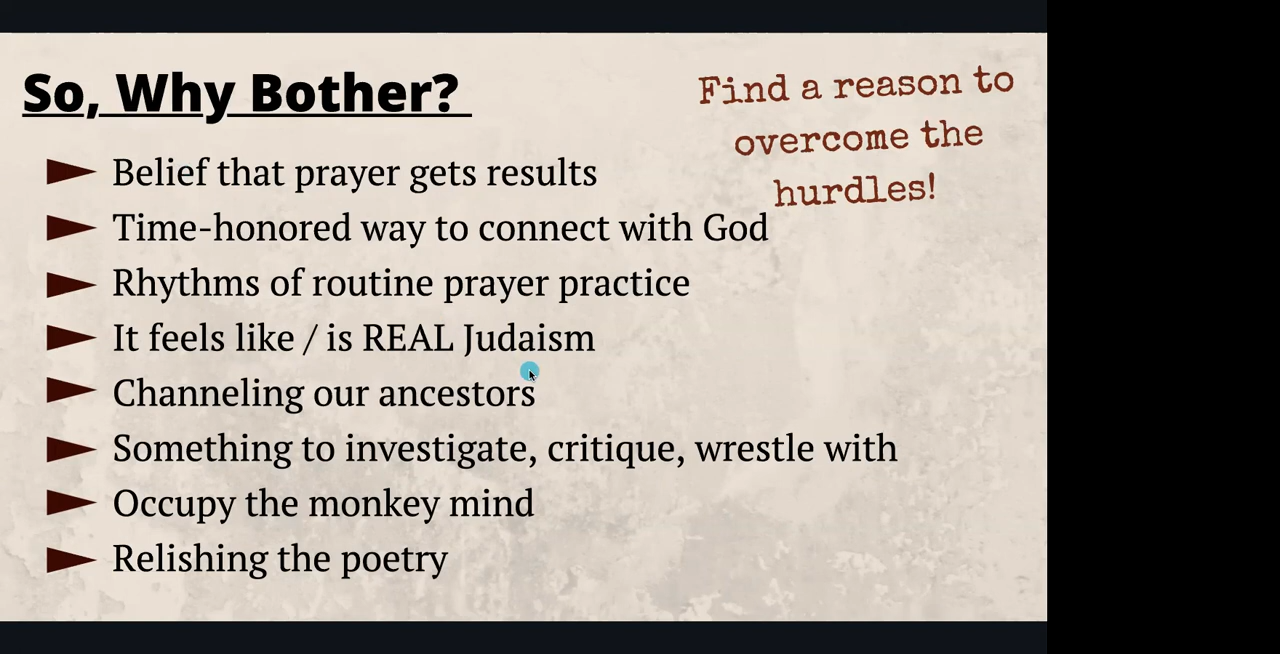 So, Why Bother?
Find a reason to
overcome the
hurdles!
Belief that prayer gets results
Time-honored way to connect with God
Rhythms of routine prayer practice
It feels like / is REAL Judaism
Channeling our ancestors
Something to investigate, critique, wrestle with
Occupy the monkey mind
Relishing the poetry